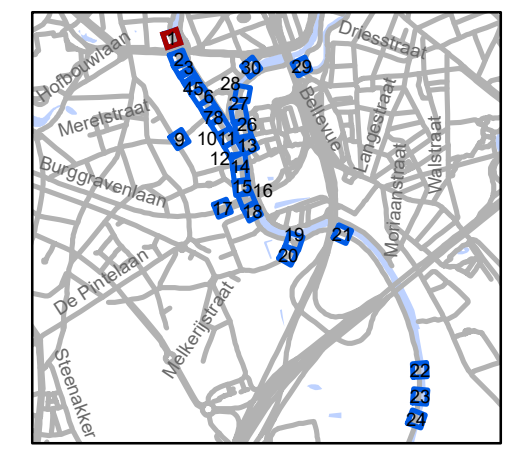 1
Driesstraat
Hofbouwlaan
2
3
30
29
28
4
5
6
27
Bellevue
Langestraat
Merelstraat
7
8
26
9
10
11
13
Walstraat
12
14
Burggravenlaan
15
16
Moriaanstraat
17
18
19
21
20
De Pintelaan
Melkerijstraat
Steenakker
22
23
24